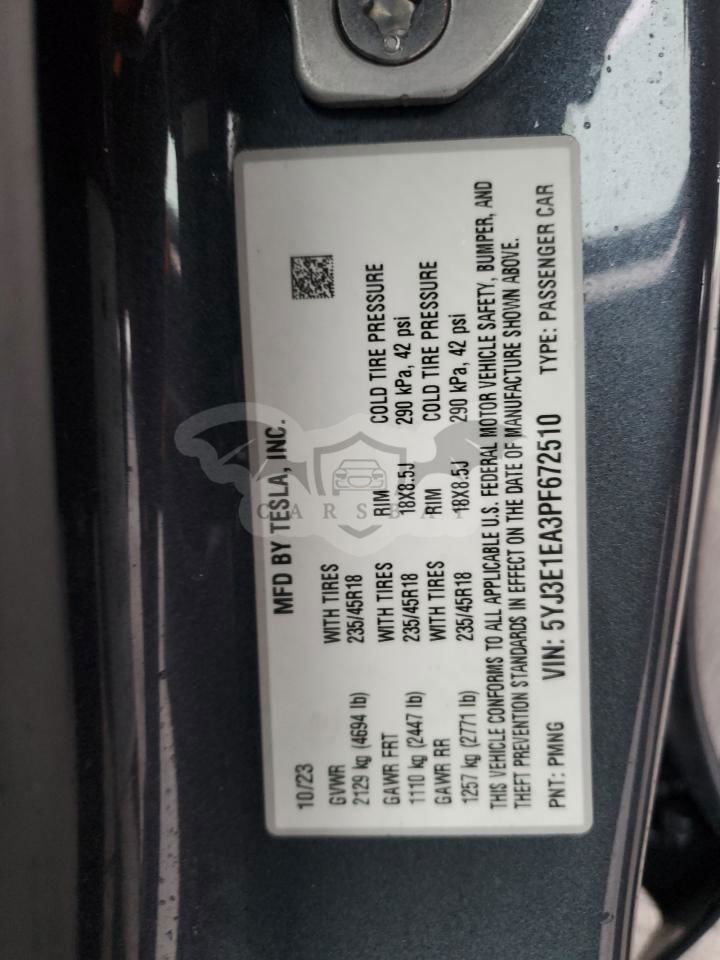 MFD BY TESLA, INC.
10/23
GVWR WITH TIRES
2129 kg (4694 lb) 235/45R18
GAWR FRT WITH TIRES RIM COLD TIRE PRESSURE
1110 kg (2447 lb) 235/45R18 18X8.5J 290 kPa, 42 psi
GAWR RR WITH TIRES RIM COLD TIRE PRESSURE
1257 kg (2771 lb) 235/45R18 18X8.5J 290 kPa, 42 psi
THIS VEHICLE CONFORMS TO ALL APPLICABLE U.S. FEDERAL MOTOR VEHICLE SAFETY, BUMPER, AND
THEFT PREVENTION STANDARDS IN EFFECT ON THE DATE OF MANUFACTURE SHOWN ABOVE.
PNT: PMNG VIN: 5YJ3E1EA3PF672510 TYPE: PASSENGER CAR
CARSBAT